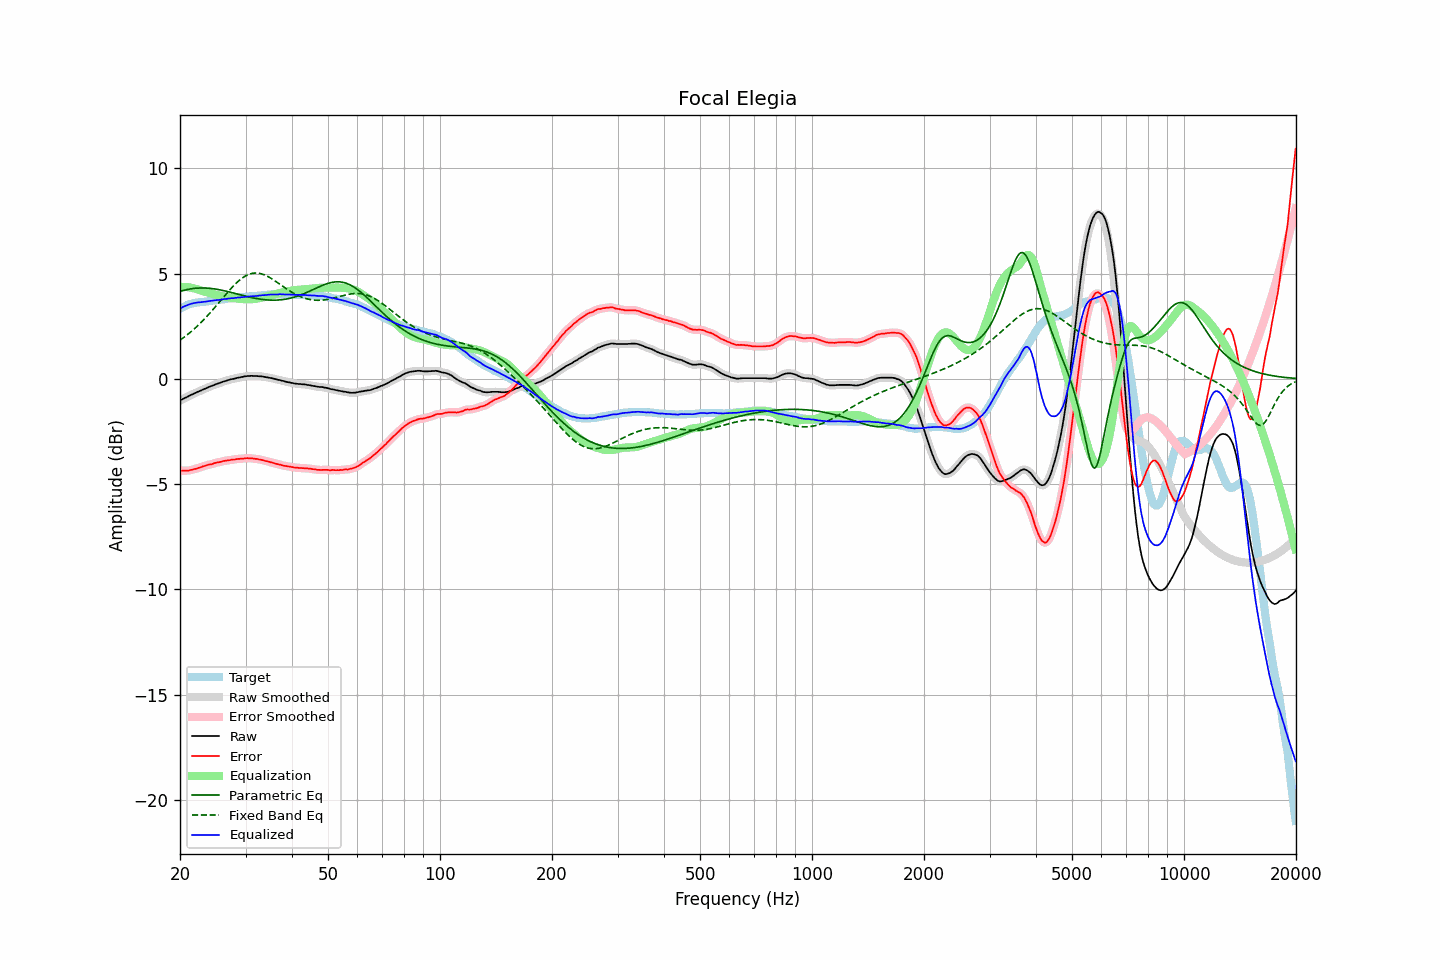 Focal Elegia
10
5
0
−5
−10
−15
−20
Amplitude (dBr)
Target
Raw Smoothed
Error Smoothed
Raw
Error
Equalization
Parametric Eq
Fixed Band Eq
Equalized
20 50 100 200 500 1000 2000 5000 10000 20000
Frequency (Hz)